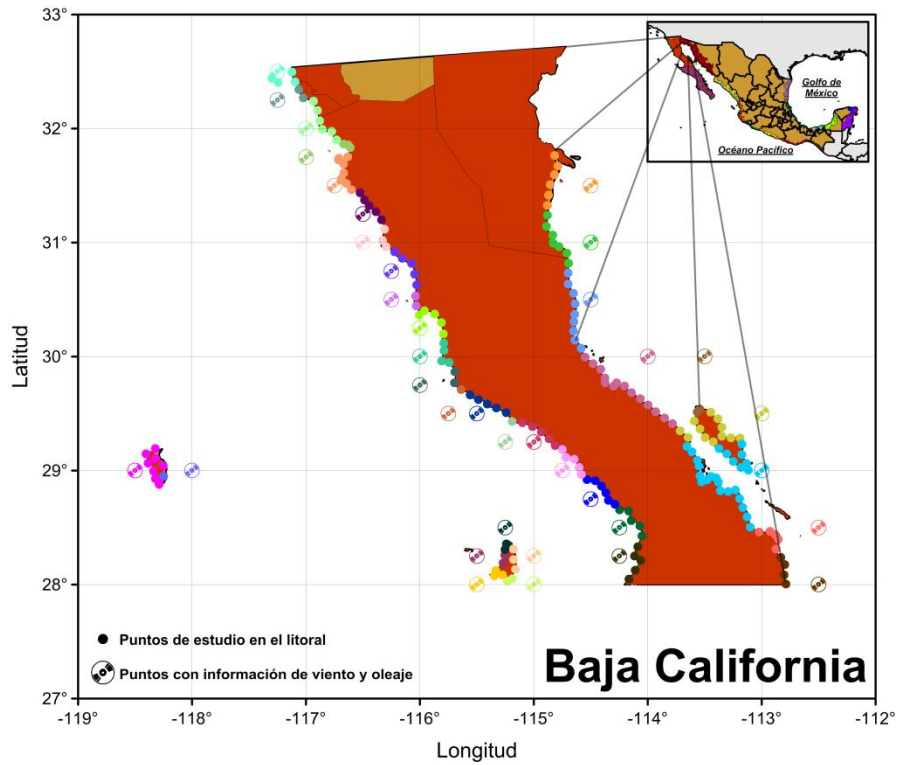 33°
32°
31°
30°
29°
28°
27°
Latitud
Golfo de
México
Océano Pacífico
Puntos de estudio en el litoral
Puntos con información de viento y oleaje
Baja California
-119° -118° -117° -116° -115° -114° -113° -112°
Longitud